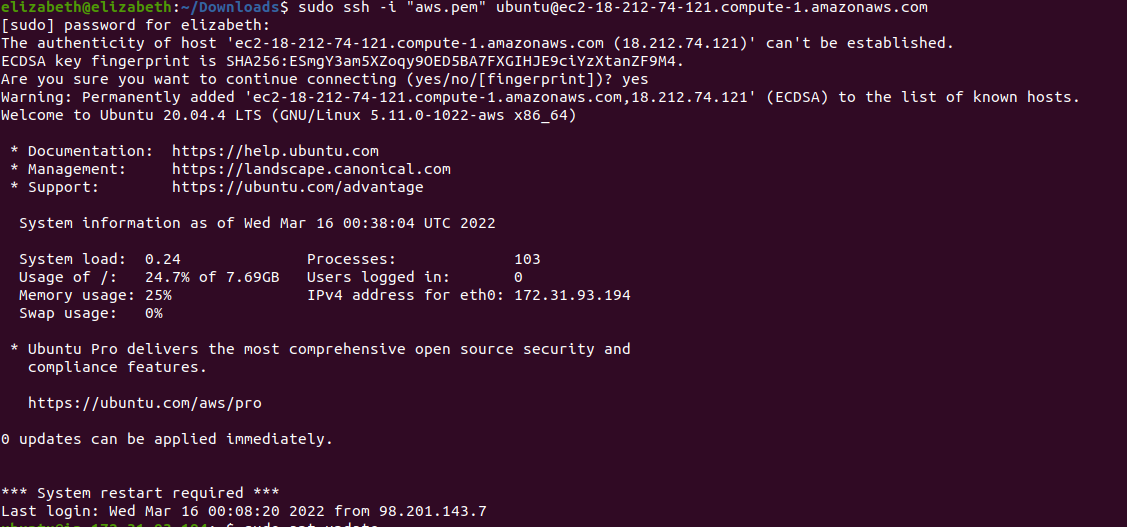 elizabeth@elizabeth:~/Downloads$ sudo ssh -i "aws.pem" ubuntu@ec2-18-212-74-121.compute-1.amazonaws.com
[sudo] password for elizabeth:
The authenticity of host 'ec2-18-212-74-121.compute-1.amazonaws.com (18.212.74.121)' can't be established.
ECDSA key fingerprint is SHA256:ESmgY3am5XZoqy9OED5BA7FXGIHJE9ciYzXtanZF9M4.
Are you sure you want to continue connecting (yes/no/[fingerprint])? yes
Warning: Permanently added 'ec2-18-212-74-121.compute-1.amazonaws.com,18.212.74.121' (ECDSA) to the list of known hosts.
Welcome to Ubuntu 20.04.4 LTS (GNU/Linux 5.11.0-1022-aws x86_64)
* Documentation:  https://help.ubuntu.com
* Management:     https://landscape.canonical.com
* Support:        https://ubuntu.com/advantage
System information as of Wed Mar 16 00:38:04 UTC 2022
System load:  0.24              Processes:             103
Usage of /:   24.7% of 7.69GB   Users logged in:       0
Memory usage: 25%               IPv4 address for eth0: 172.31.93.194
Swap usage:   0%
* Ubuntu Pro delivers the most comprehensive open source security and
compliance features.
https://ubuntu.com/aws/pro
0 updates can be applied immediately.
*** System restart required ***
Last login: Wed Mar 16 00:08:20 2022 from 98.201.143.7